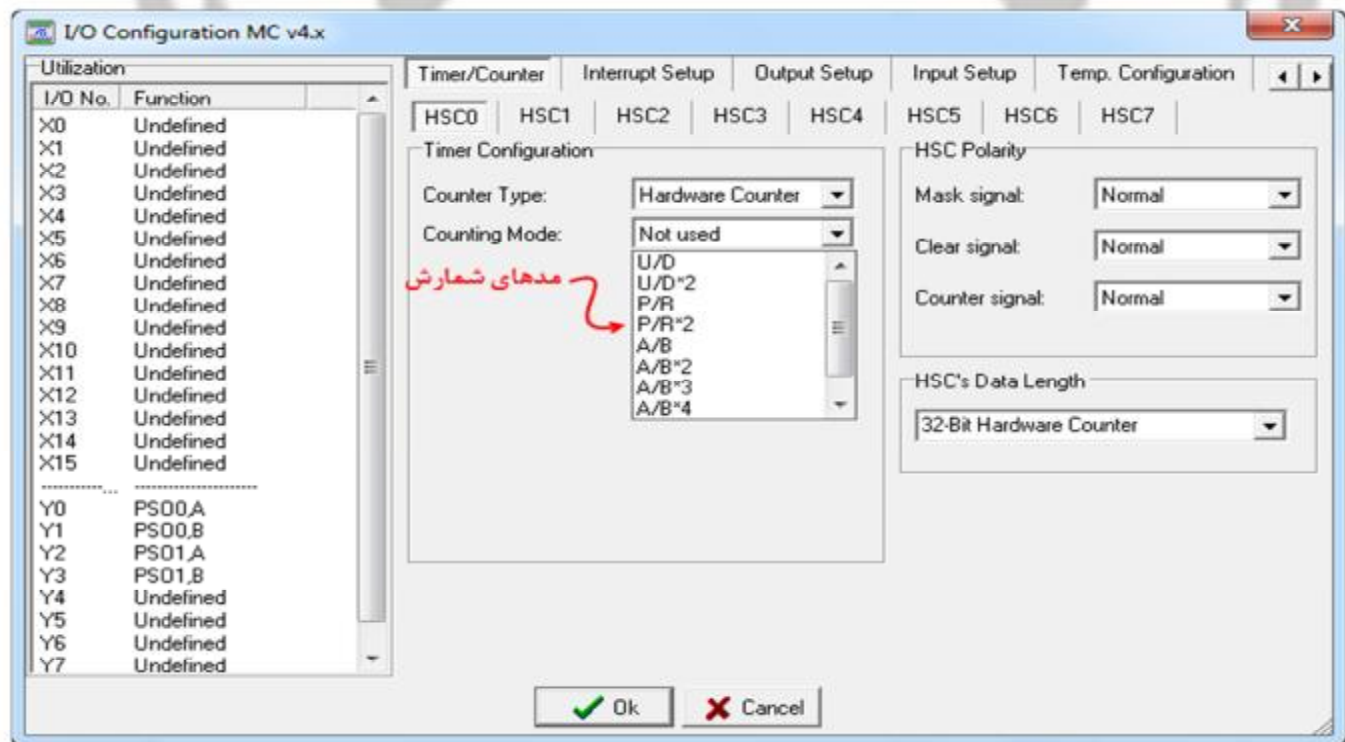 I/O Configuration MC v4.x
Utilization
I/O No. Function
X0 Undefined
X1 Undefined
X2 Undefined
X3 Undefined
X4 Undefined
X5 Undefined
X6 Undefined
X7 Undefined
X8 Undefined
X9 Undefined
X10 Undefined
X11 Undefined
X12 Undefined
X13 Undefined
X14 Undefined
X15 Undefined
Y0 PSO0,A
Y1 PSO0,B
Y2 PSO1,A
Y3 PSO1,B
Y4 Undefined
Y5 Undefined
Y6 Undefined
Y7 Undefined
Timer/Counter Interrupt Setup Output Setup Input Setup Temp. Configuration
HSC0 HSC1 HSC2 HSC3 HSC4 HSC5 HSC6 HSC7
Timer Configuration
Counter Type: Hardware Counter
Counting Mode: Not used
U/D
U/D*2
P/R
P/R*2
A/B
A/B*2
A/B*3
A/B*4
مدهای شمارش
HSC Polarity
Mask signal: Normal
Clear signal: Normal
Counter signal: Normal
HSC's Data Length
32-Bit Hardware Counter
Ok Cancel